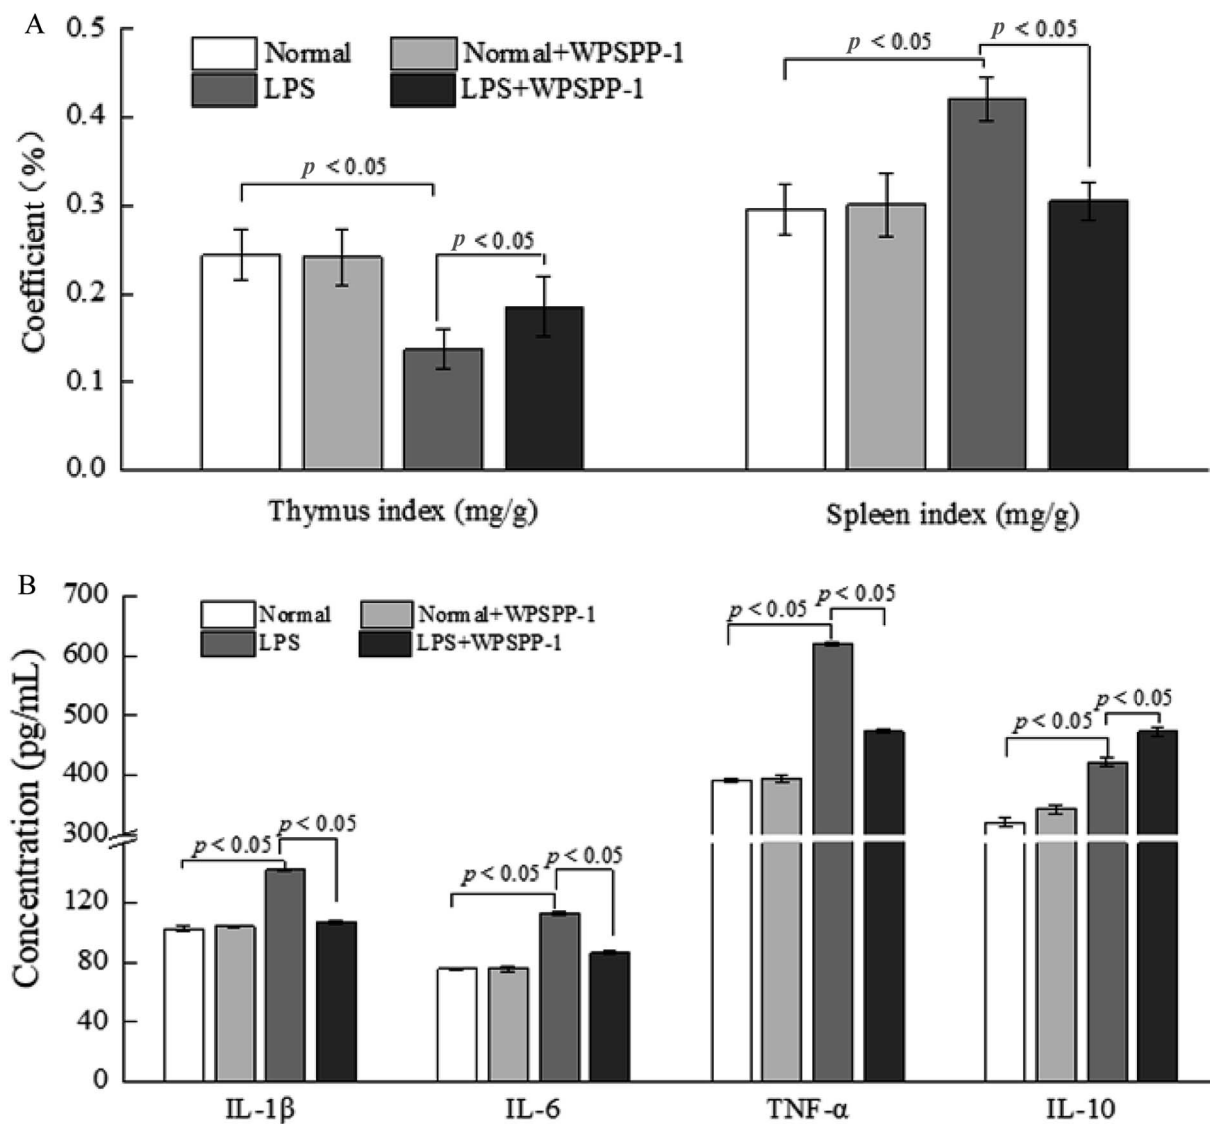 A
0.5
0.4
0.3
0.2
0.1
0.0
Coefficient (%)
Normal
Normal+WPSPP-1
LPS
LPS+WPSPP-1
p < 0.05
p < 0.05
p < 0.05
p < 0.05
Thymus index (mg/g)
Spleen index (mg/g)
B
700
600
500
400
300
120
80
40
0
Concentration (pg/mL)
Normal
Normal+WPSPP-1
LPS
LPS+WPSPP-1
p < 0.05
p < 0.05
p < 0.05
p < 0.05
p < 0.05
p < 0.05
p < 0.05
p < 0.05
IL-1β
IL-6
TNF-α
IL-10